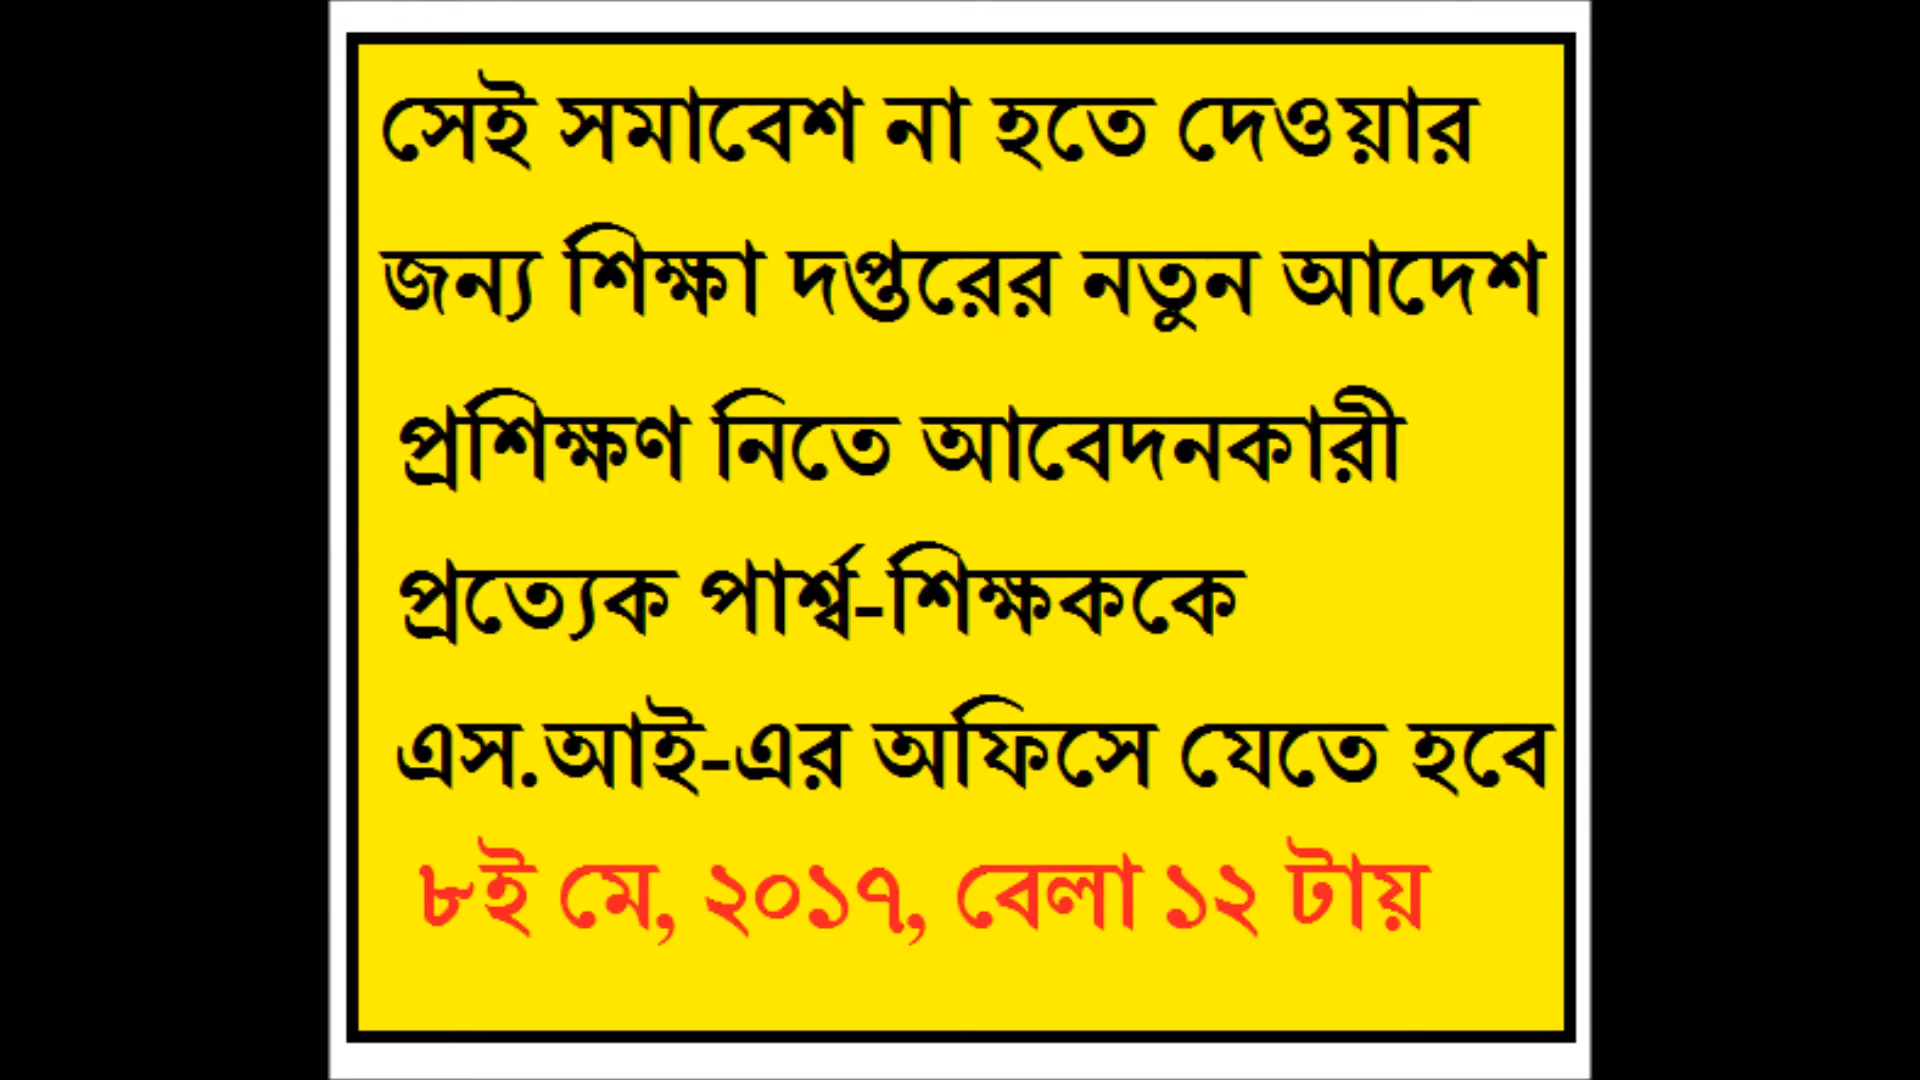 সেই সমাবেশ না হতে দেওয়ার
জন্য শিক্ষা দপ্তরের নতুন আদেশ
প্রশিক্ষণ নিতে আবেদনকারী
প্রত্যেক পার্শ্ব-শিক্ষককে
এস.আই-এর অফিসে যেতে হবে
৮ই মে, ২০১৭, বেলা ১২ টায়